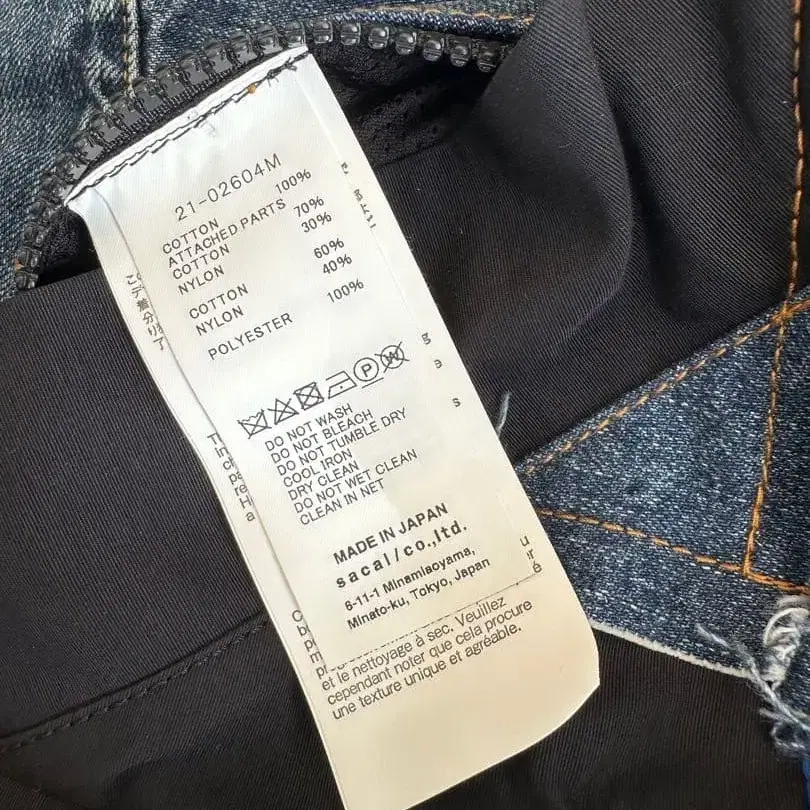 21-02604M
COTTON 100%
ATTACHED PARTS
COTTON 70%
NYLON 30%
COTTON 60%
NYLON 40%
POLYESTER 100%
P W
DO NOT WASH
DO NOT BLEACH
DO NOT TUMBLE DRY
COOL IRON
DRY CLEAN
DO NOT WET CLEAN
CLEAN IN NET
MADE IN JAPAN
sacai/co.,ltd.
6-11-1 Minamiaoyama,
Minato-ku, Tokyo, Japan
et le nettoyage à sec. Veuillez
cependant noter que cela procure
une texture unique et agréable.